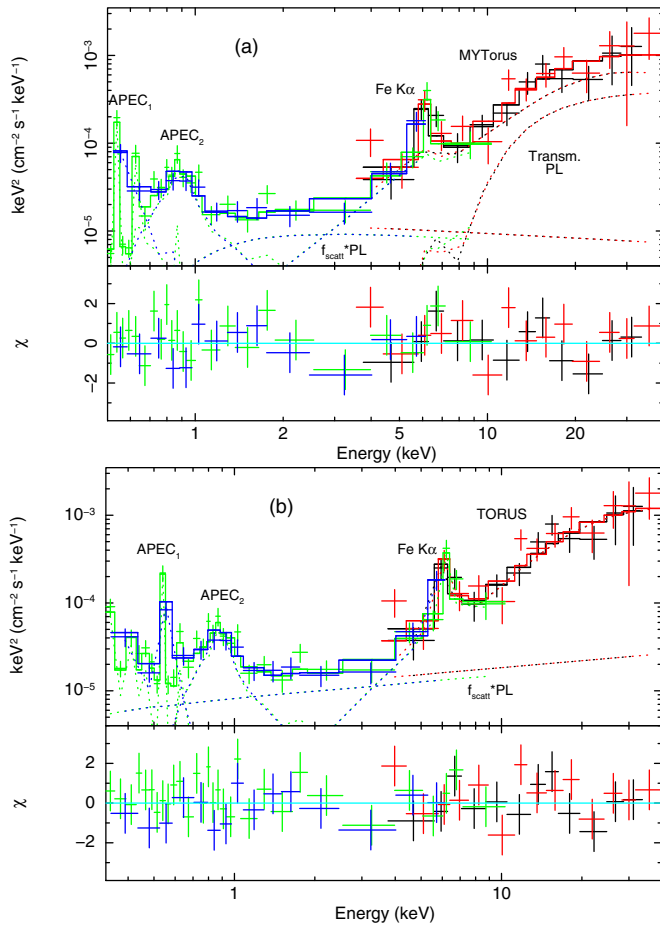 (a)
MYTorus
Fe Kα
APEC₁
APEC₂
Transm.
PL
f_scatt*PL
keV² (cm⁻² s⁻¹ keV⁻¹)
10⁻³
10⁻⁴
10⁻⁵
χ
2
0
−2
1 2 5 10 20
Energy (keV)
(b)
TORUS
Fe Kα
APEC₁
APEC₂
f_scatt*PL
keV² (cm⁻² s⁻¹ keV⁻¹)
10⁻³
10⁻⁴
10⁻⁵
χ
2
0
−2
1 10
Energy (keV)